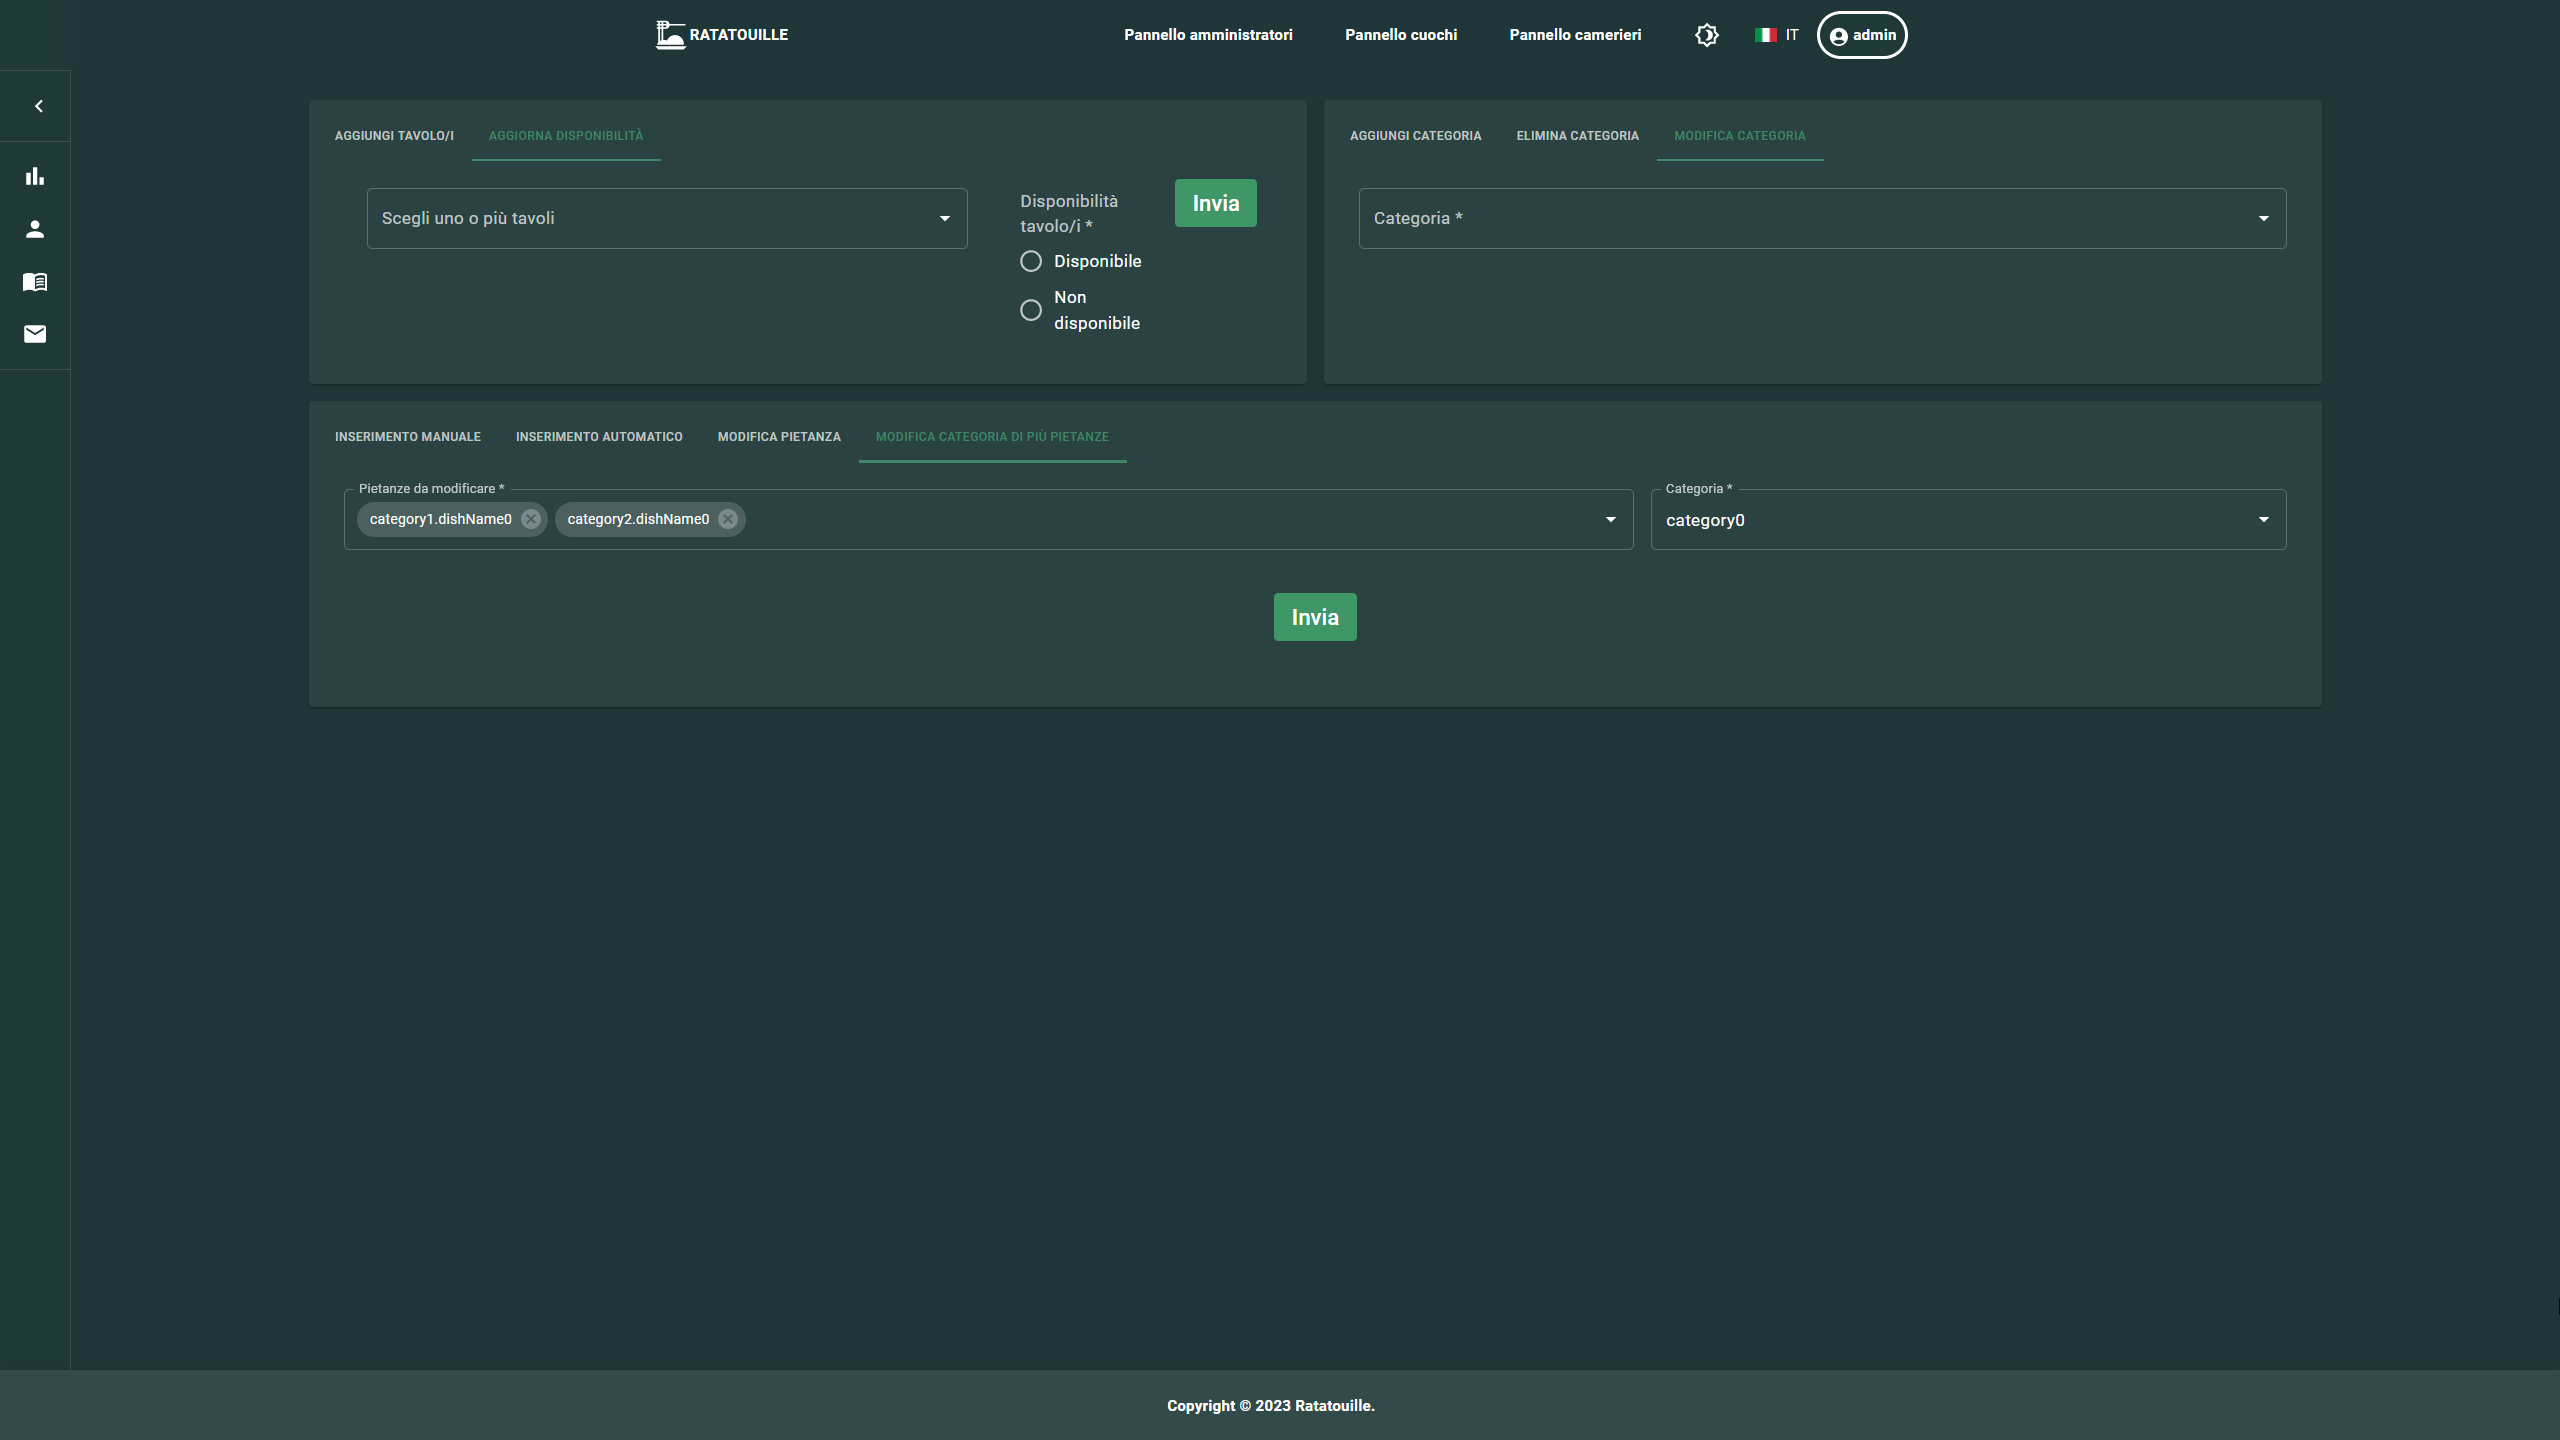 RATATOUILLE
Pannello amministratori
Pannello cuochi
Pannello camerieri
IT
admin
AGGIUNGI TAVOLO/I
AGGIORNA DISPONIBILITÀ
Scegli uno o più tavoli
Disponibilità
tavolo/i *
Disponibile
Non
disponibile
Invia
AGGIUNGI CATEGORIA
ELIMINA CATEGORIA
MODIFICA CATEGORIA
Categoria *
INSERIMENTO MANUALE
INSERIMENTO AUTOMATICO
MODIFICA PIETANZA
MODIFICA CATEGORIA DI PIÙ PIETANZE
Pietanze da modificare *
category1.dishName0
category2.dishName0
Categoria *
category0
Invia
Copyright © 2023 Ratatouille.